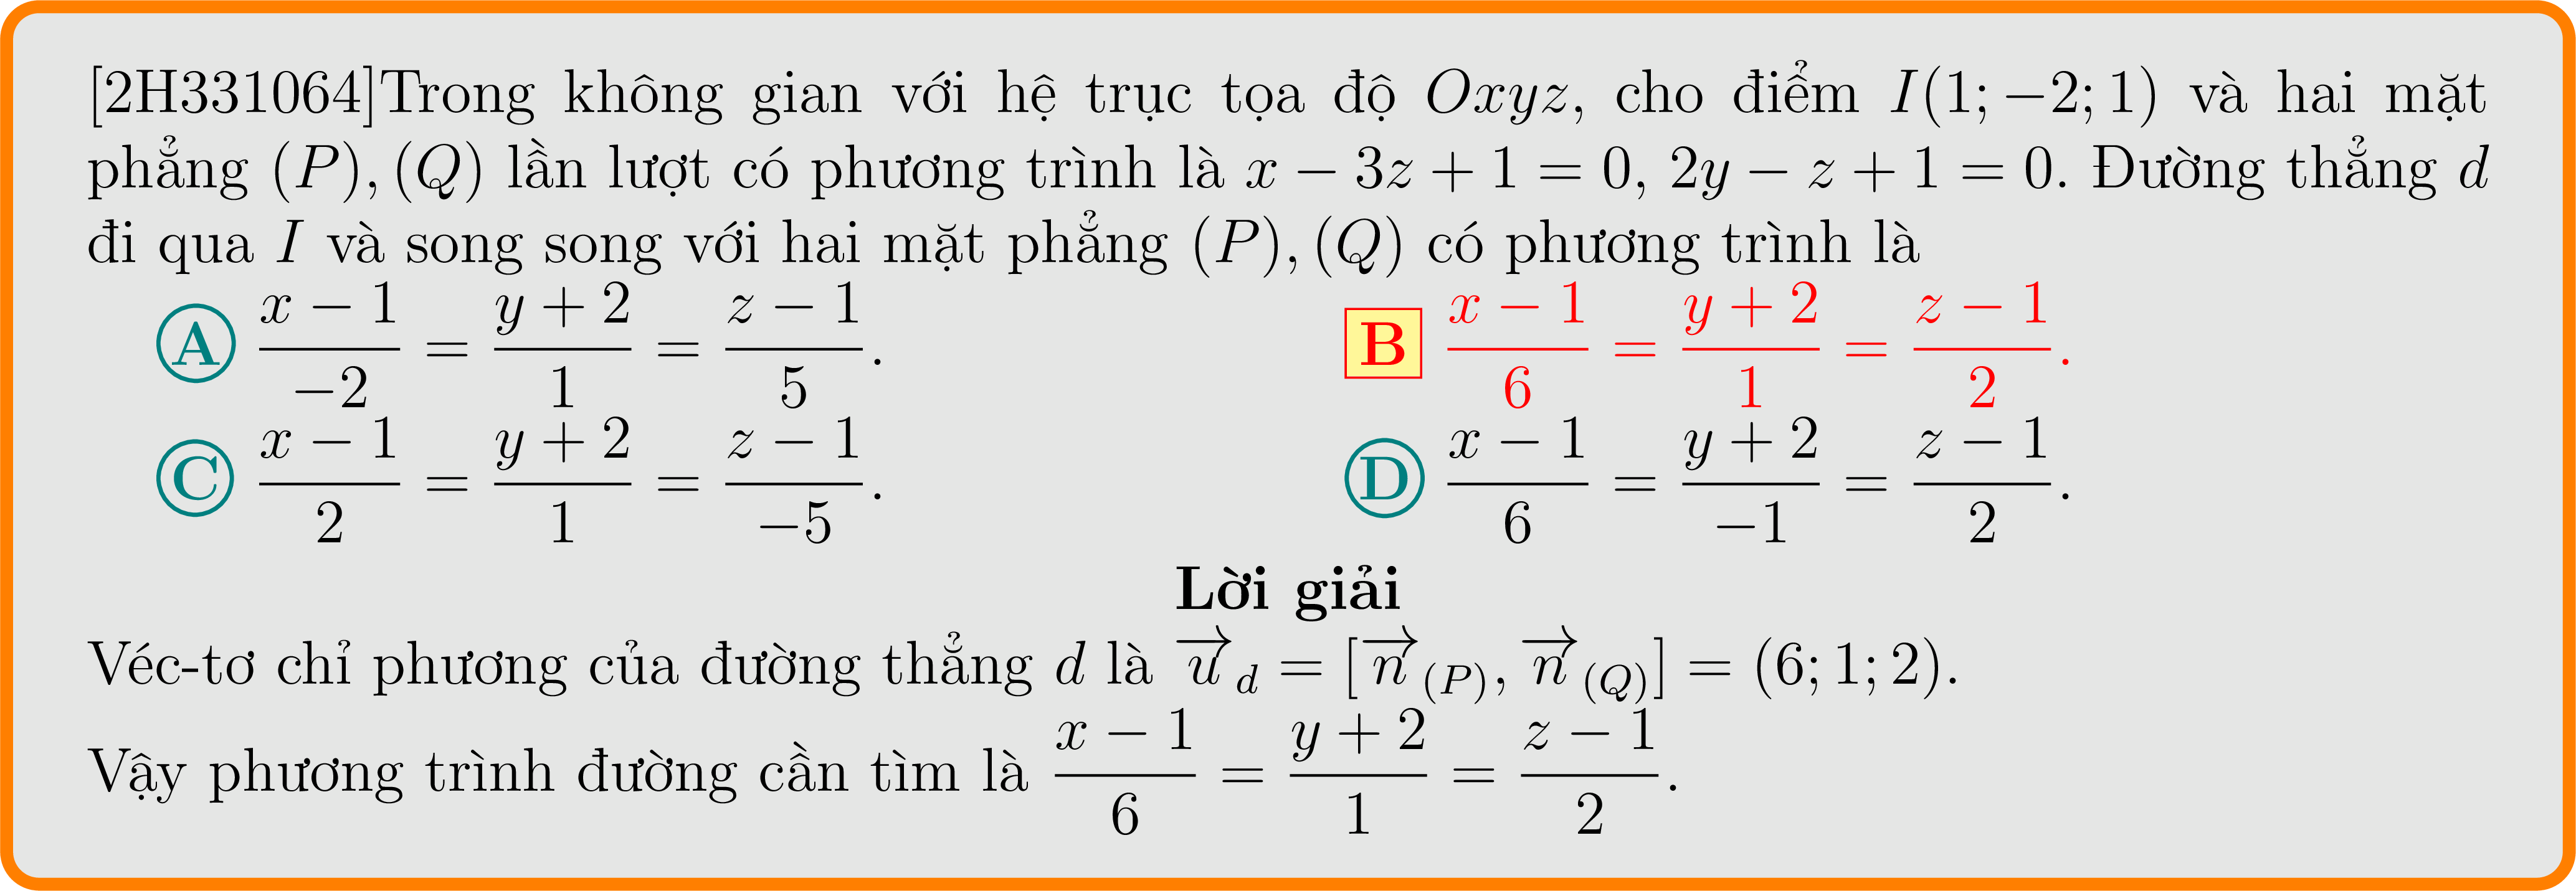 [2H331064]Trong không gian với hệ trục tọa độ $Oxyz$, cho điểm $I(1;-2;1)$ và hai mặt
phẳng $(P),(Q)$ lần lượt có phương trình là $x-3z+1=0$, $2y-z+1=0$. Đường thẳng $d$
đi qua $I$ và song song với hai mặt phẳng $(P),(Q)$ có phương trình là
A $\frac{x-1}{-2}=\frac{y+2}{1}=\frac{z-1}{5}$. B $\frac{x-1}{6}=\frac{y+2}{1}=\frac{z-1}{2}$.
C $\frac{x-1}{2}=\frac{y+2}{1}=\frac{z-1}{-5}$. D $\frac{x-1}{6}=\frac{y+2}{-1}=\frac{z-1}{2}$.
Lời giải
Véc-tơ chỉ phương của đường thẳng $d$ là $\overrightarrow{u}_d=[\overrightarrow{n}_{(P)},\overrightarrow{n}_{(Q)}]=(6;1;2)$.
Vậy phương trình đường cần tìm là $\frac{x-1}{6}=\frac{y+2}{1}=\frac{z-1}{2}$.